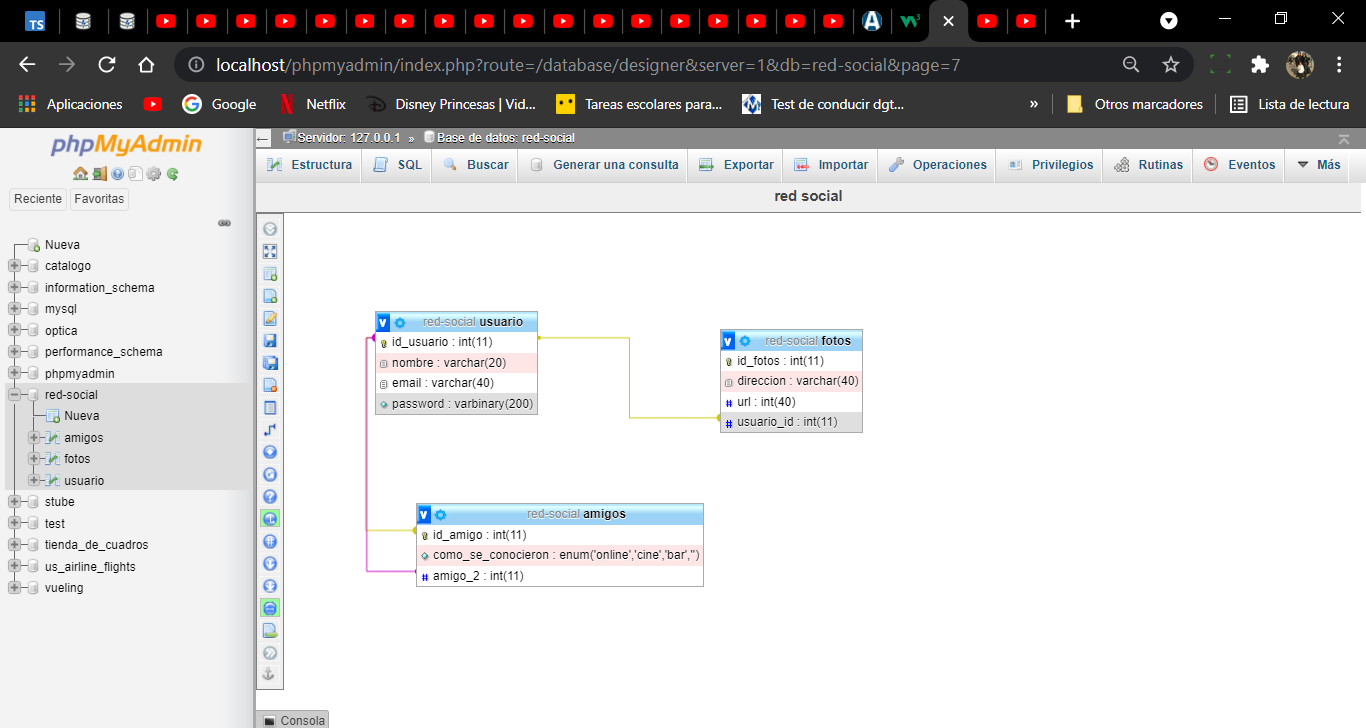 TS
localhost/phpmyadmin/index.php?route=/database/designer&server=1&db=red-social&page=7
Aplicaciones
Google
Netflix
Disney Princesas | Vid...
Tareas escolares para...
Test de conducir dgt...
»
Otros marcadores
Lista de lectura
phpMyAdmin
Reciente
Favoritas
Nueva
catalogo
information_schema
mysql
optica
performance_schema
phpmyadmin
red-social
Nueva
amigos
fotos
usuario
stube
test
tienda_de_cuadros
us_airline_flights
vueling
Servidor: 127.0.0.1 » Base de datos: red-social
Estructura
SQL
Buscar
Generar una consulta
Exportar
Importar
Operaciones
Privilegios
Rutinas
Eventos
Más
red social
v red-social usuario
id_usuario : int(11)
nombre : varchar(20)
email : varchar(40)
password : varbinary(200)
v red-social fotos
id_fotos : int(11)
direccion : varchar(40)
# url : int(40)
# usuario_id : int(11)
v red-social amigos
id_amigo : int(11)
como_se_conocieron : enum('online','cine','bar','')
# amigo_2 : int(11)
Consola